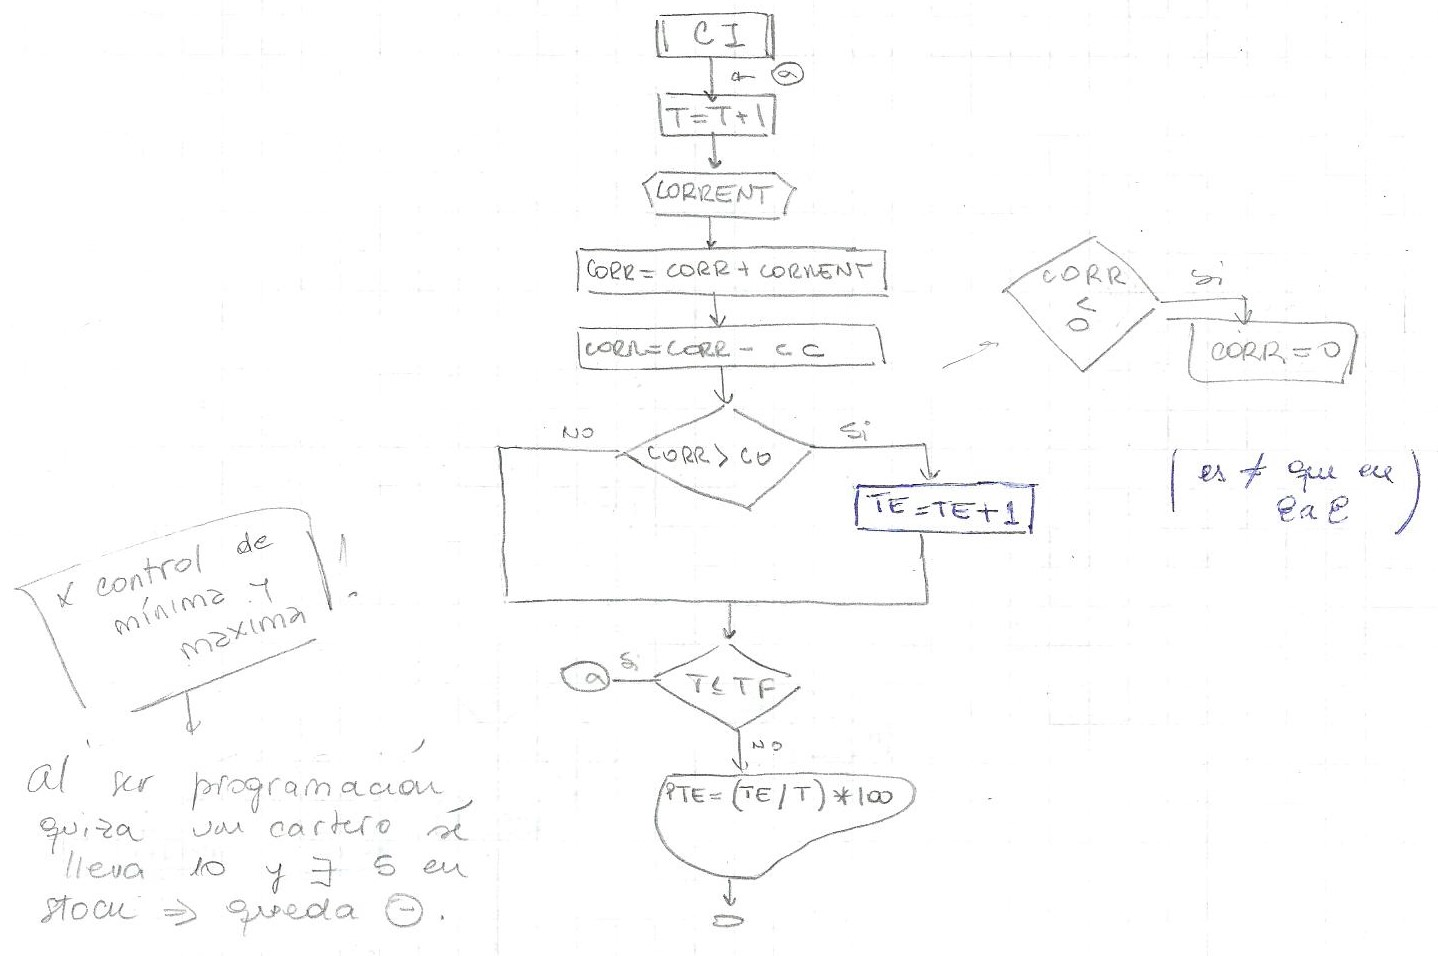 CI
← a
T=T+1
CORRENT
CORR= CORR + CORRENT
CORR=CORR - CC
NO
CORR > CO
Si
TE=TE+1
CORR
<
0
Si
CORR=0
( es ≠ que en
e a e )
x control de
mínima y
maxima !
a
Si
T≤TF
NO
PTE=(TE/T)*100
al ser programación
quiza un cartero se
lleva 10 y ∃ 5 en
stock => queda ⊖.